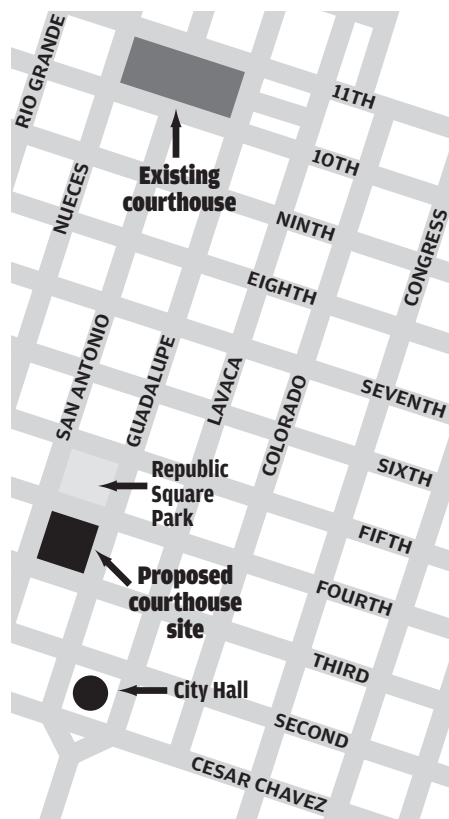 RIO GRANDE
11TH
10TH
Existing
courthouse
NUECES
NINTH
CONGRESS
EIGHTH
SAN ANTONIO
GUADALUPE
LAVACA
COLORADO
SEVENTH
SIXTH
Republic
Square
Park
FIFTH
Proposed
courthouse
site
FOURTH
THIRD
City Hall
SECOND
CESAR CHAVEZ